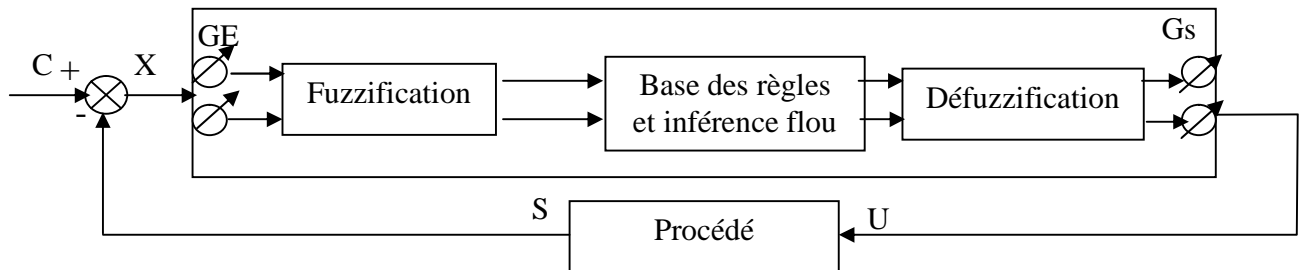 GE
Gs
C
+
X
-
Fuzzification
Base des règles
et inférence flou
Défuzzification
S
Procédé
U